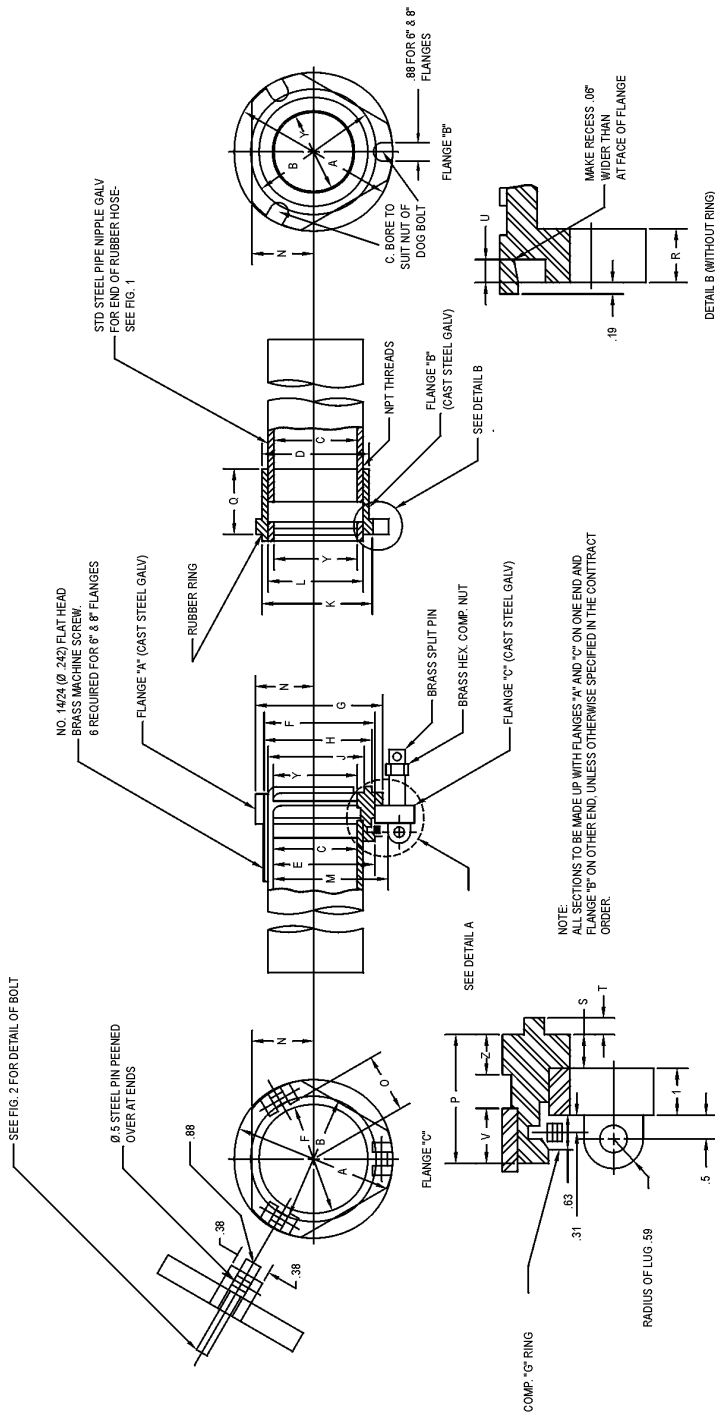 SEE FIG. 2 FOR DETAIL OF BOLT
Ø.5 STEEL PIN PEENED
OVER AT ENDS
.88
.38
.38
N
F
B
A
O
FLANGE "C"
NO. 14/24 (Ø .242) FLAT HEAD
BRASS MACHINE SCREW.
6 REQUIRED FOR 6" & 8" FLANGES
FLANGE "A" (CAST STEEL GALV)
N
G
F
H
J
Y
C
E
M
BRASS SPLIT PIN
BRASS HEX. COMP. NUT
FLANGE "C" (CAST STEEL GALV)
SEE DETAIL A
RUBBER RING
STD STEEL PIPE NIPPLE GALV
FOR END OF RUBBER HOSE-
SEE FIG. 1
Q
D
C
Y
L
K
NPT THREADS
FLANGE "B"
(CAST STEEL GALV)
SEE DETAIL B
N
B
Y
A
C. BORE TO
SUIT NUT OF
DOG BOLT
.88 FOR 6" & 8"
FLANGES
FLANGE "B"
COMP. "G" RING
P
V
Z
S
T
.63
.31
1
.5
RADIUS OF LUG .59
NOTE:
ALL SECTIONS TO BE MADE UP WITH FLANGES "A" AND "C" ON ONE END AND
FLANGE "B" ON OTHER END, UNLESS OTHERWISE SPECIFIED IN THE CONTTRACT
ORDER.
U
MAKE RECESS .06"
WIDER THAN
AT FACE OF FLANGE
.19
R
DETAIL B (WITHOUT RING)